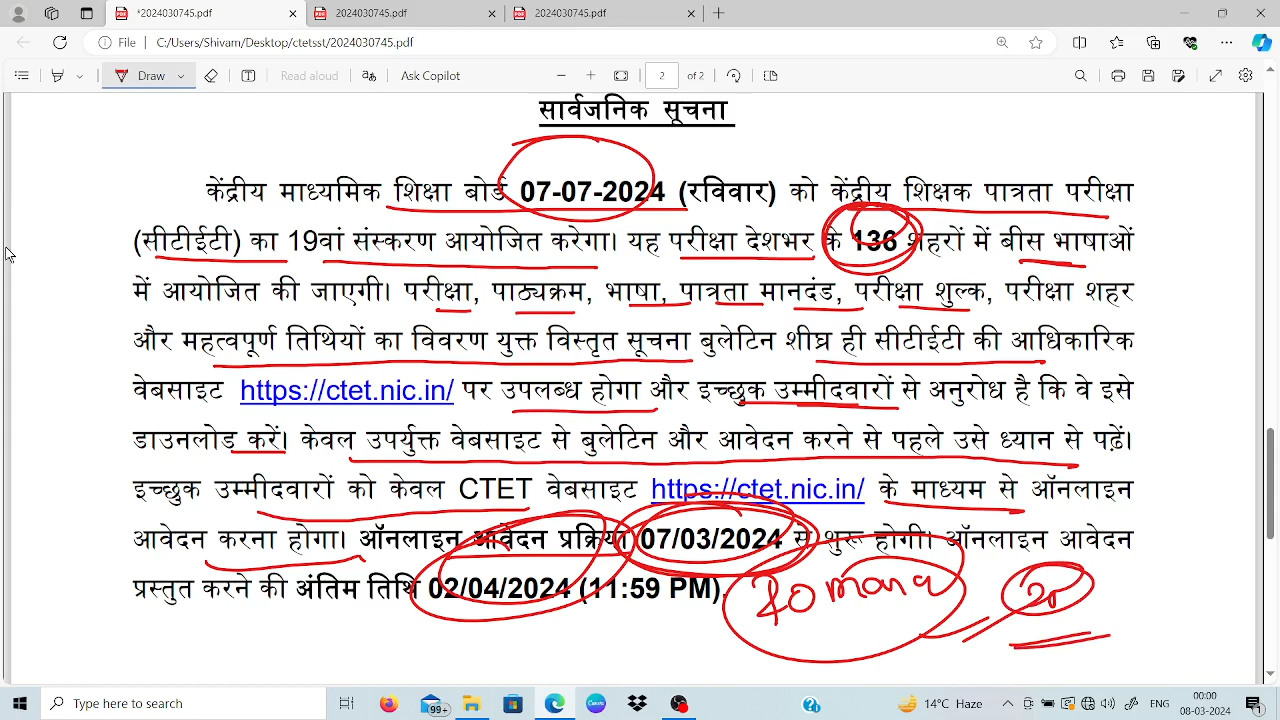 *2024030745.pdf
2024030745.pdf
2024030745.pdf
File C:/Users/Shivam/Desktop/ctetsst/2024030745.pdf
Draw Read aloud Ask Copilot 2 of 2
सार्वजनिक सूचना
केंद्रीय माध्यमिक शिक्षा बोर्ड 07-07-2024 (रविवार) को केंद्रीय शिक्षक पात्रता परीक्षा
(सीटीईटी) का 19वां संस्करण आयोजित करेगा। यह परीक्षा देशभर के 136 शहरों में बीस भाषाओं
में आयोजित की जाएगी। परीक्षा, पाठ्यक्रम, भाषा, पात्रता मानदंड, परीक्षा शुल्क, परीक्षा शहर
और महत्वपूर्ण तिथियों का विवरण युक्त विस्तृत सूचना बुलेटिन शीघ्र ही सीटीईटी की आधिकारिक
वेबसाइट https://ctet.nic.in/ पर उपलब्ध होगा और इच्छुक उम्मीदवारों से अनुरोध है कि वे इसे
डाउनलोड करें। केवल उपर्युक्त वेबसाइट से बुलेटिन और आवेदन करने से पहले उसे ध्यान से पढ़ें।
इच्छुक उम्मीदवारों को केवल CTET वेबसाइट https://ctet.nic.in/ के माध्यम से ऑनलाइन
आवेदन करना होगा। ऑनलाइन आवेदन प्रक्रिया 07/03/2024 से शुरू होगी। ऑनलाइन आवेदन
प्रस्तुत करने की अंतिम तिथि 02/04/2024 (11:59 PM).
Type here to search
99+
14°C Haze
ENG
00:00
08-03-2024
1